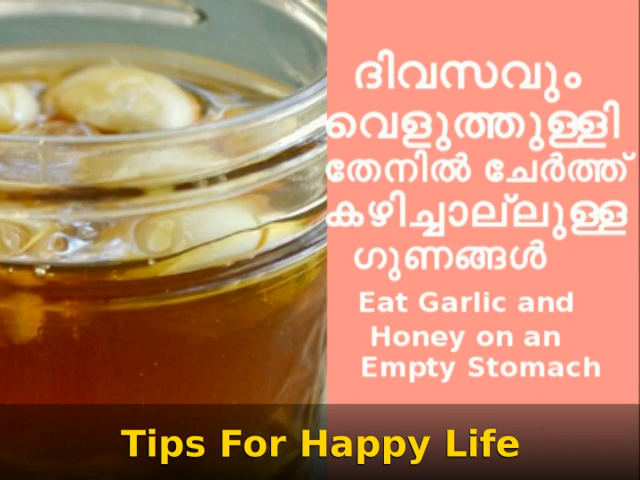 ദിവസവും
വെളുത്തുള്ളി
തേനിൽ ചേർത്ത്
കഴിച്ചാല്ലുള്ള
ഗുണങ്ങൾ
Eat Garlic and
Honey on an
Empty Stomach
Tips For Happy Life